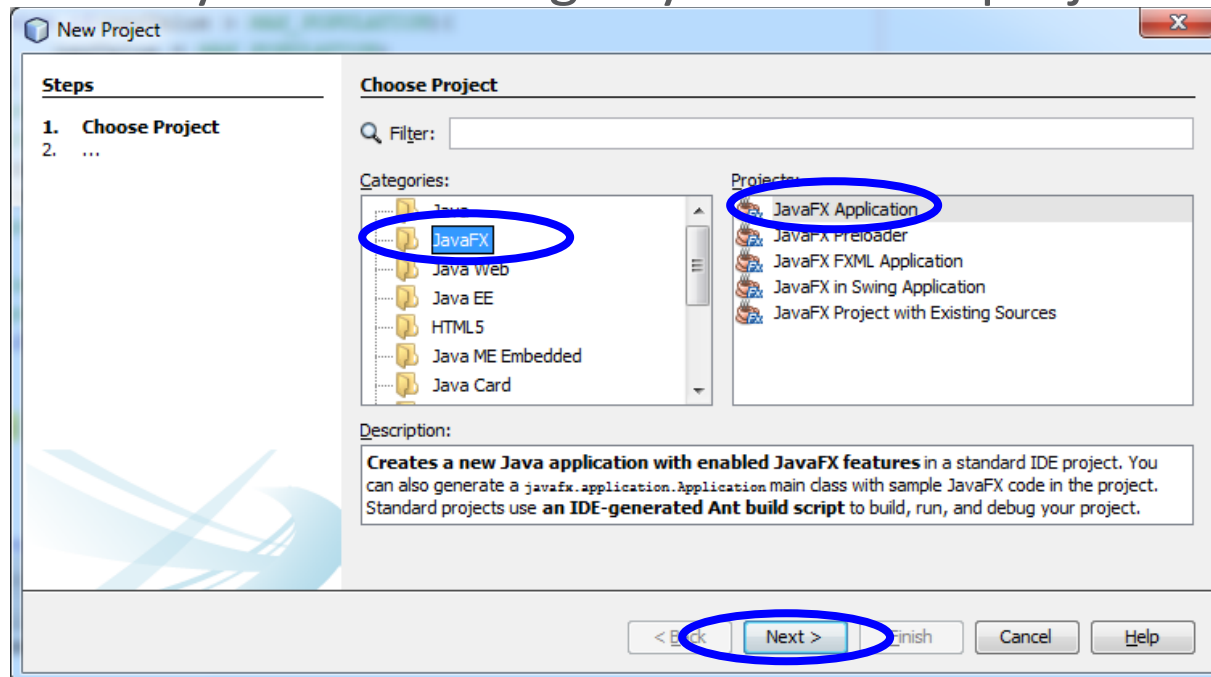 New Project
Steps
1. Choose Project
2. ...
Choose Project
Filter:
Categories:
Java
JavaFX
Java Web
Java EE
HTML5
Java ME Embedded
Java Card
Projects:
JavaFX Application
JavaFX Preloader
JavaFX FXML Application
JavaFX in Swing Application
JavaFX Project with Existing Sources
Description:
Creates a new Java application with enabled JavaFX features in a standard IDE project. You
can also generate a javafx.application.Application main class with sample JavaFX code in the project.
Standard projects use an IDE-generated Ant build script to build, run, and debug your project.
< Back Next > Finish Cancel Help